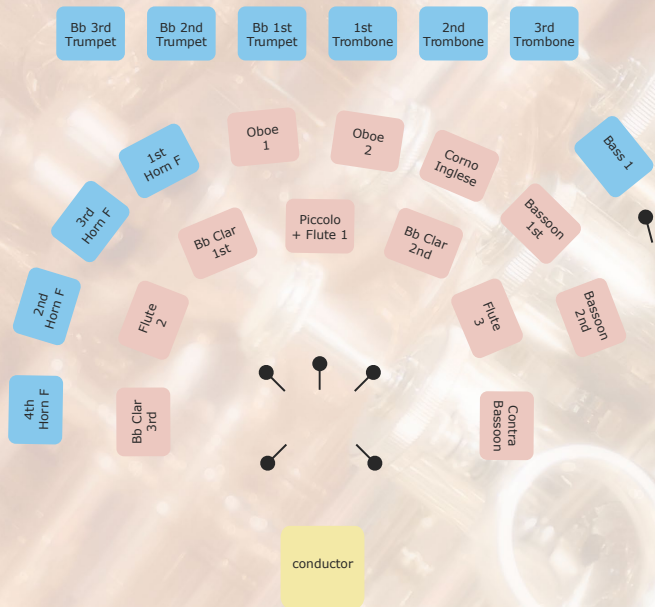 Bb 3rd
Trumpet
Bb 2nd
Trumpet
Bb 1st
Trumpet
1st
Trombone
2nd
Trombone
3rd
Trombone
1st
Horn F
Oboe
1
Oboe
2
Corno
Inglese
Bass 1
3rd
Horn F
Bb Clar
1st
Piccolo
+ Flute 1
Bb Clar
2nd
Bassoon
1st
2nd
Horn F
Flute
2
Flute
3
Bassoon
2nd
4th
Horn F
Bb Clar
3rd
Contra
Bassoon
conductor